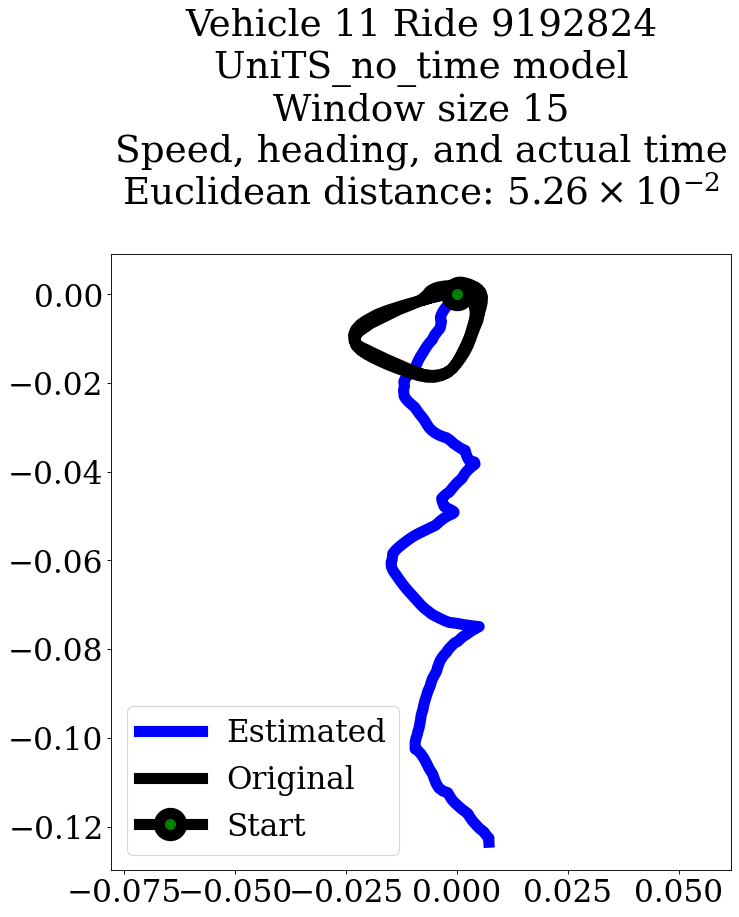 Vehicle 11 Ride 9192824
UniTS_no_time model
Window size 15
Speed, heading, and actual time
Euclidean distance: 5.26 × 10⁻²
0.00
−0.02
−0.04
−0.06
−0.08
−0.10
−0.12
Estimated
Original
Start
−0.075 −0.050 −0.025 0.000 0.025 0.050